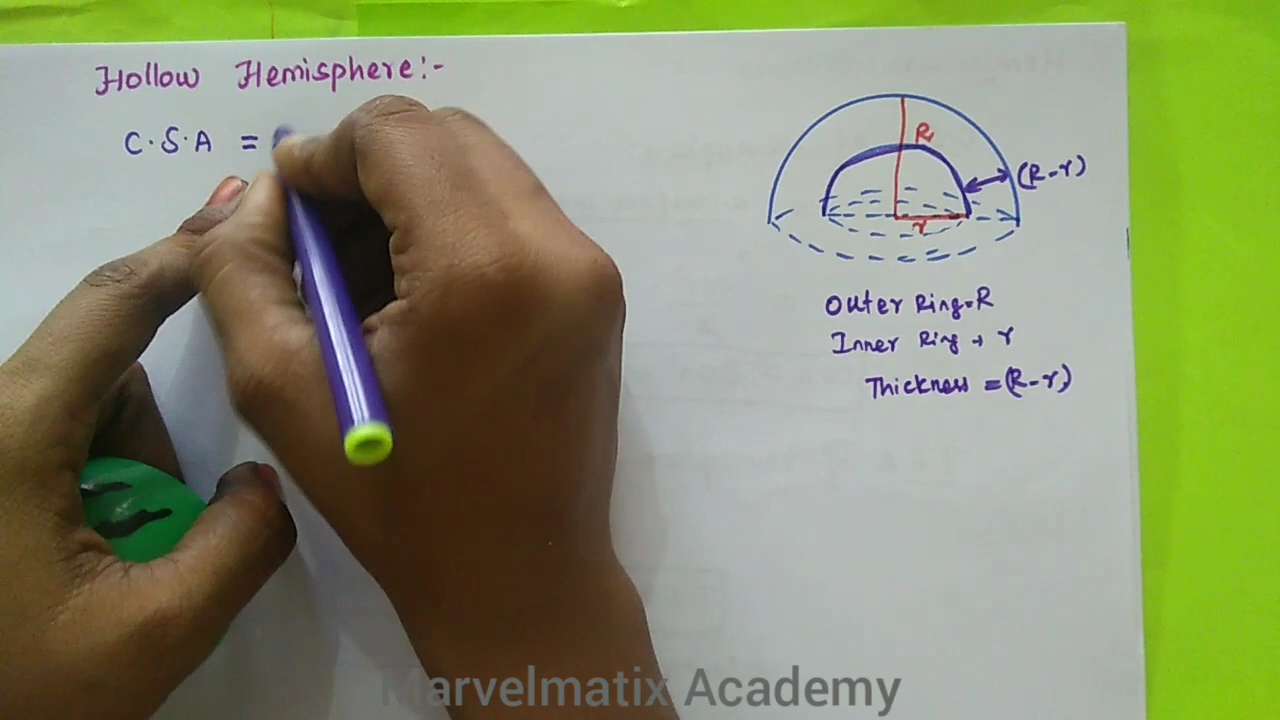 Hollow Hemisphere:-
C.S.A =
R
(R-r)
r
Outer Ring=R
Inner Ring → r
Thickness =(R-r)
Marvelmatix Academy